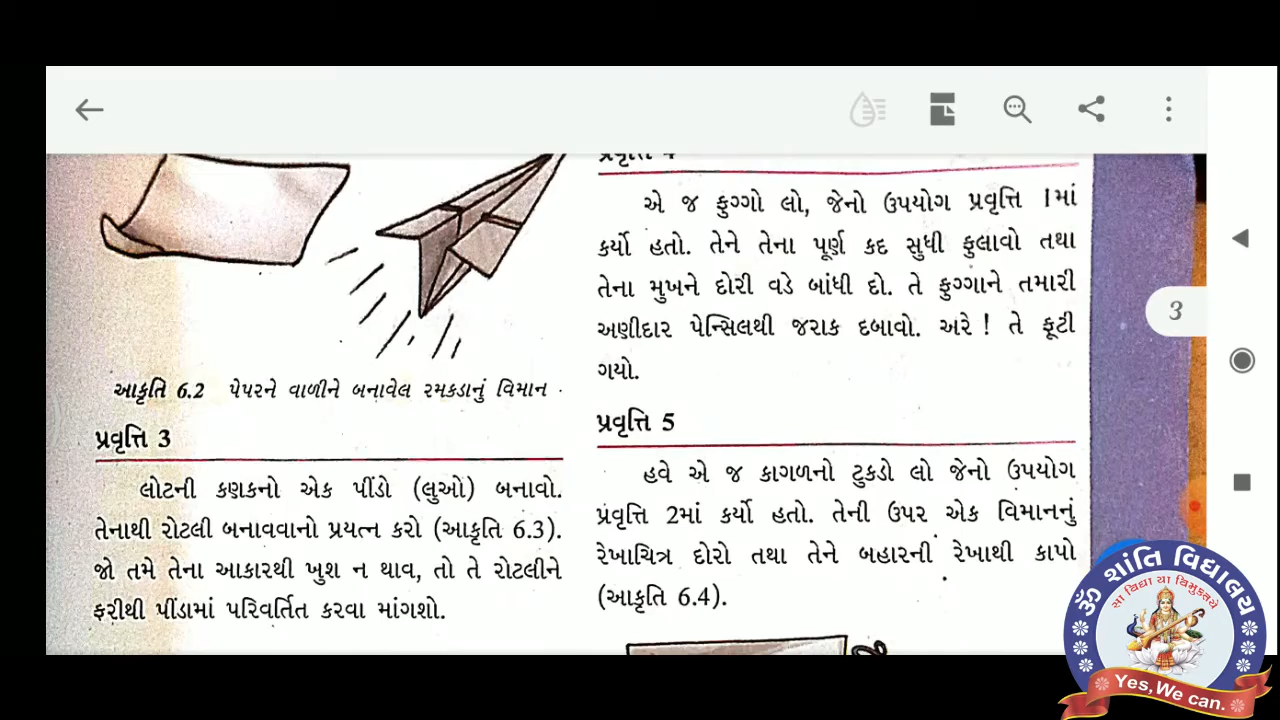 આકૃતિ 6.2 પેપરને વાળીને બનાવેલ રમકડાનું વિમાન
પ્રવૃત્તિ 3
લોટની કણકનો એક પીંડો (લુઓ) બનાવો.
તેનાથી રોટલી બનાવવાનો પ્રયત્ન કરો (આકૃતિ 6.3).
જો તમે તેના આકારથી ખુશ ન થાવ, તો તે રોટલીને
ફરીથી પીંડામાં પરિવર્તિત કરવા માંગશો.
પ્રવૃત્તિ 4
એ જ ફુગ્ગો લો, જેનો ઉપયોગ પ્રવૃત્તિ 1માં
કર્યો હતો. તેને તેના પૂર્ણ કદ સુધી ફુલાવો તથા
તેના મુખને દોરી વડે બાંધી દો. તે ફુગ્ગાને તમારી
અણીદાર પેન્સિલથી જરાક દબાવો. અરે ! તે ફૂટી
ગયો.
પ્રવૃત્તિ 5
હવે એ જ કાગળનો ટુકડો લો જેનો ઉપયોગ
પ્રવૃત્તિ 2માં કર્યો હતો. તેની ઉપર એક વિમાનનું
રેખાચિત્ર દોરો તથા તેને બહારની રેખાથી કાપો
(આકૃતિ 6.4).
3
ૐ શાંતિ વિદ્યાલય
સા વિદ્યા યા વિમુક્તયે
Yes, We can.